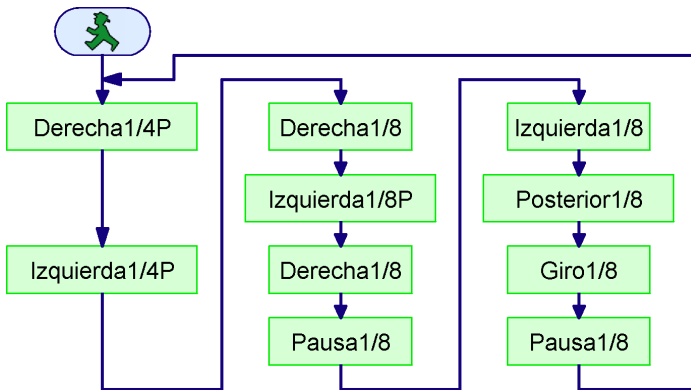 Derecha1/4P
Izquierda1/4P
Derecha1/8
Izquierda1/8P
Derecha1/8
Pausa1/8
Izquierda1/8
Posterior1/8
Giro1/8
Pausa1/8